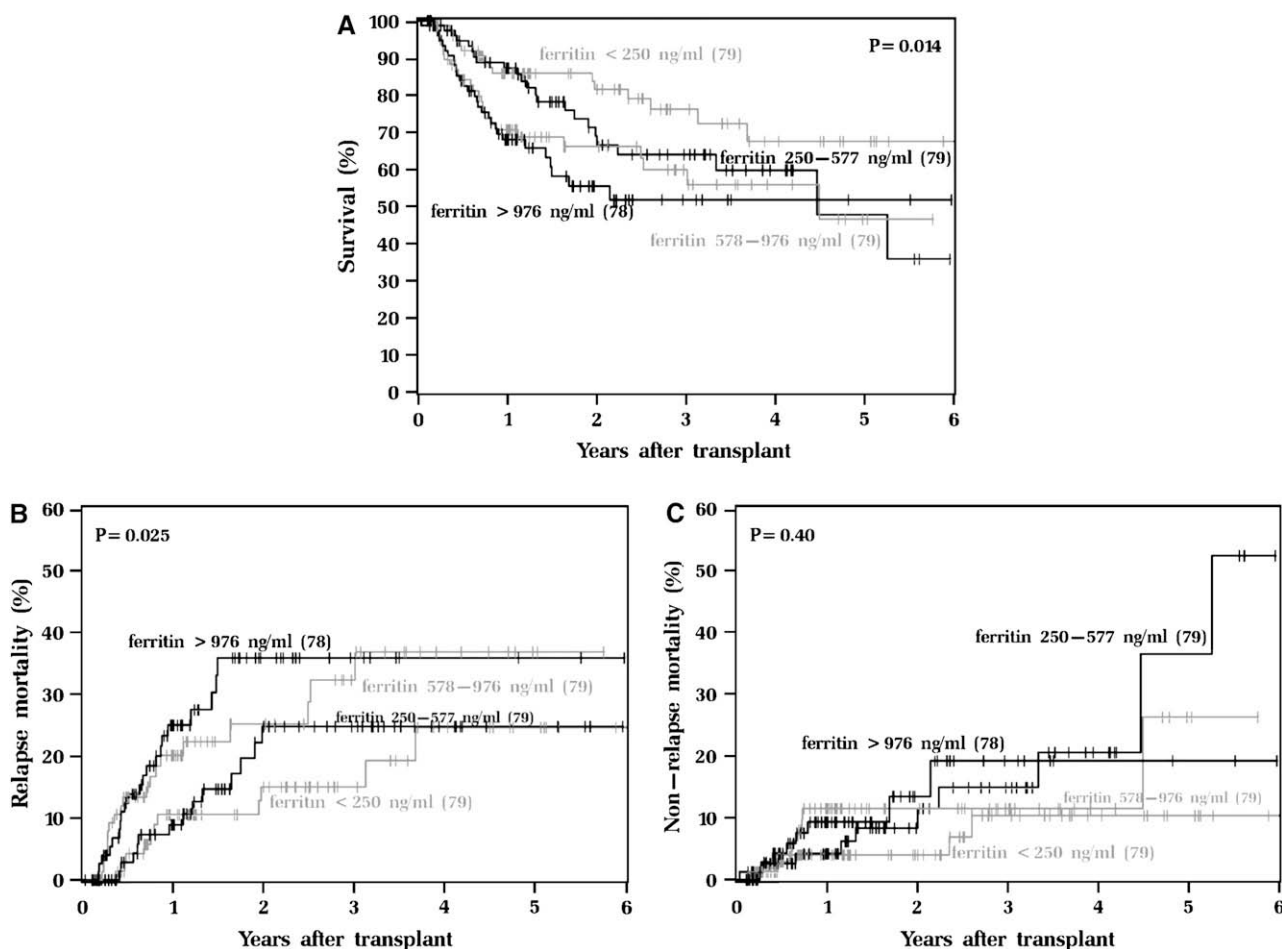 A
P=0.014
ferritin <250 ng/ml (79)
ferritin 250–577 ng/ml (79)
ferritin >976 ng/ml (78)
ferritin 578–976 ng/ml (79)
Survival (%)
100
90
80
70
60
50
40
30
20
10
0
0 1 2 3 4 5 6
Years after transplant
B
P=0.025
ferritin >976 ng/ml (78)
ferritin 578–976 ng/ml (79)
ferritin 250–577 ng/ml (79)
ferritin <250 ng/ml (79)
Relapse mortality (%)
60
50
40
30
20
10
0
0 1 2 3 4 5 6
Years after transplant
C
P=0.40
ferritin 250–577 ng/ml (79)
ferritin >976 ng/ml (78)
ferritin 578–976 ng/ml (79)
ferritin <250 ng/ml (79)
Non–relapse mortality (%)
60
50
40
30
20
10
0
0 1 2 3 4 5 6
Years after transplant